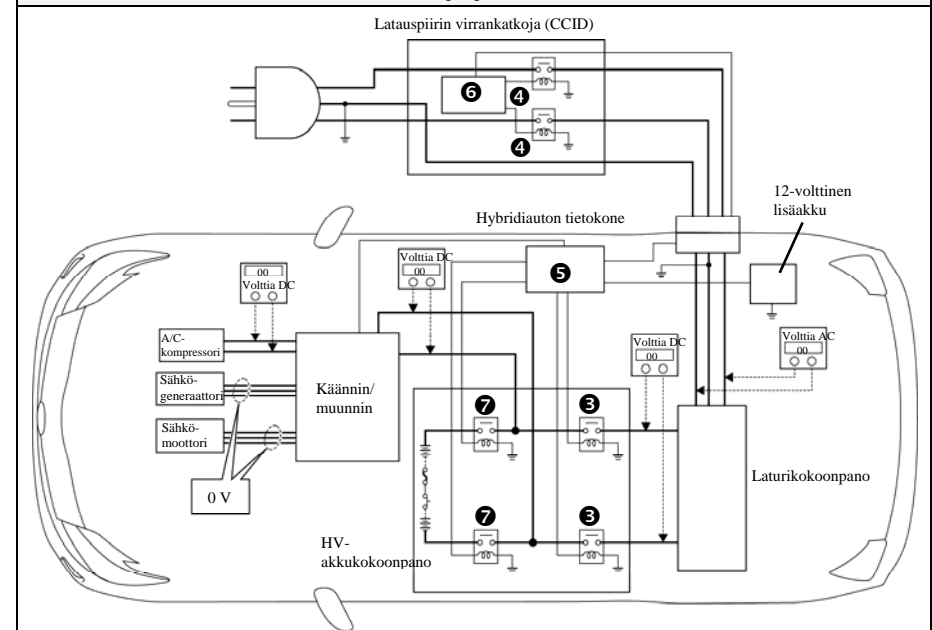 Latauspiirin virrankatkoja (CCID)
❻
❹
❹
12-volttinen
lisäakku
Hybridiauton tietokone
❺
Volttia DC
00
00
Volttia DC
Volttia DC
00
Volttia AC
00
A/C-
kompressori
Sähkö-
generaattori
Sähkö-
moottori
Käännin/
muunnin
0 V
❼
❸
❼
❸
HV-
akkukokoonpano
Laturikokoonpano